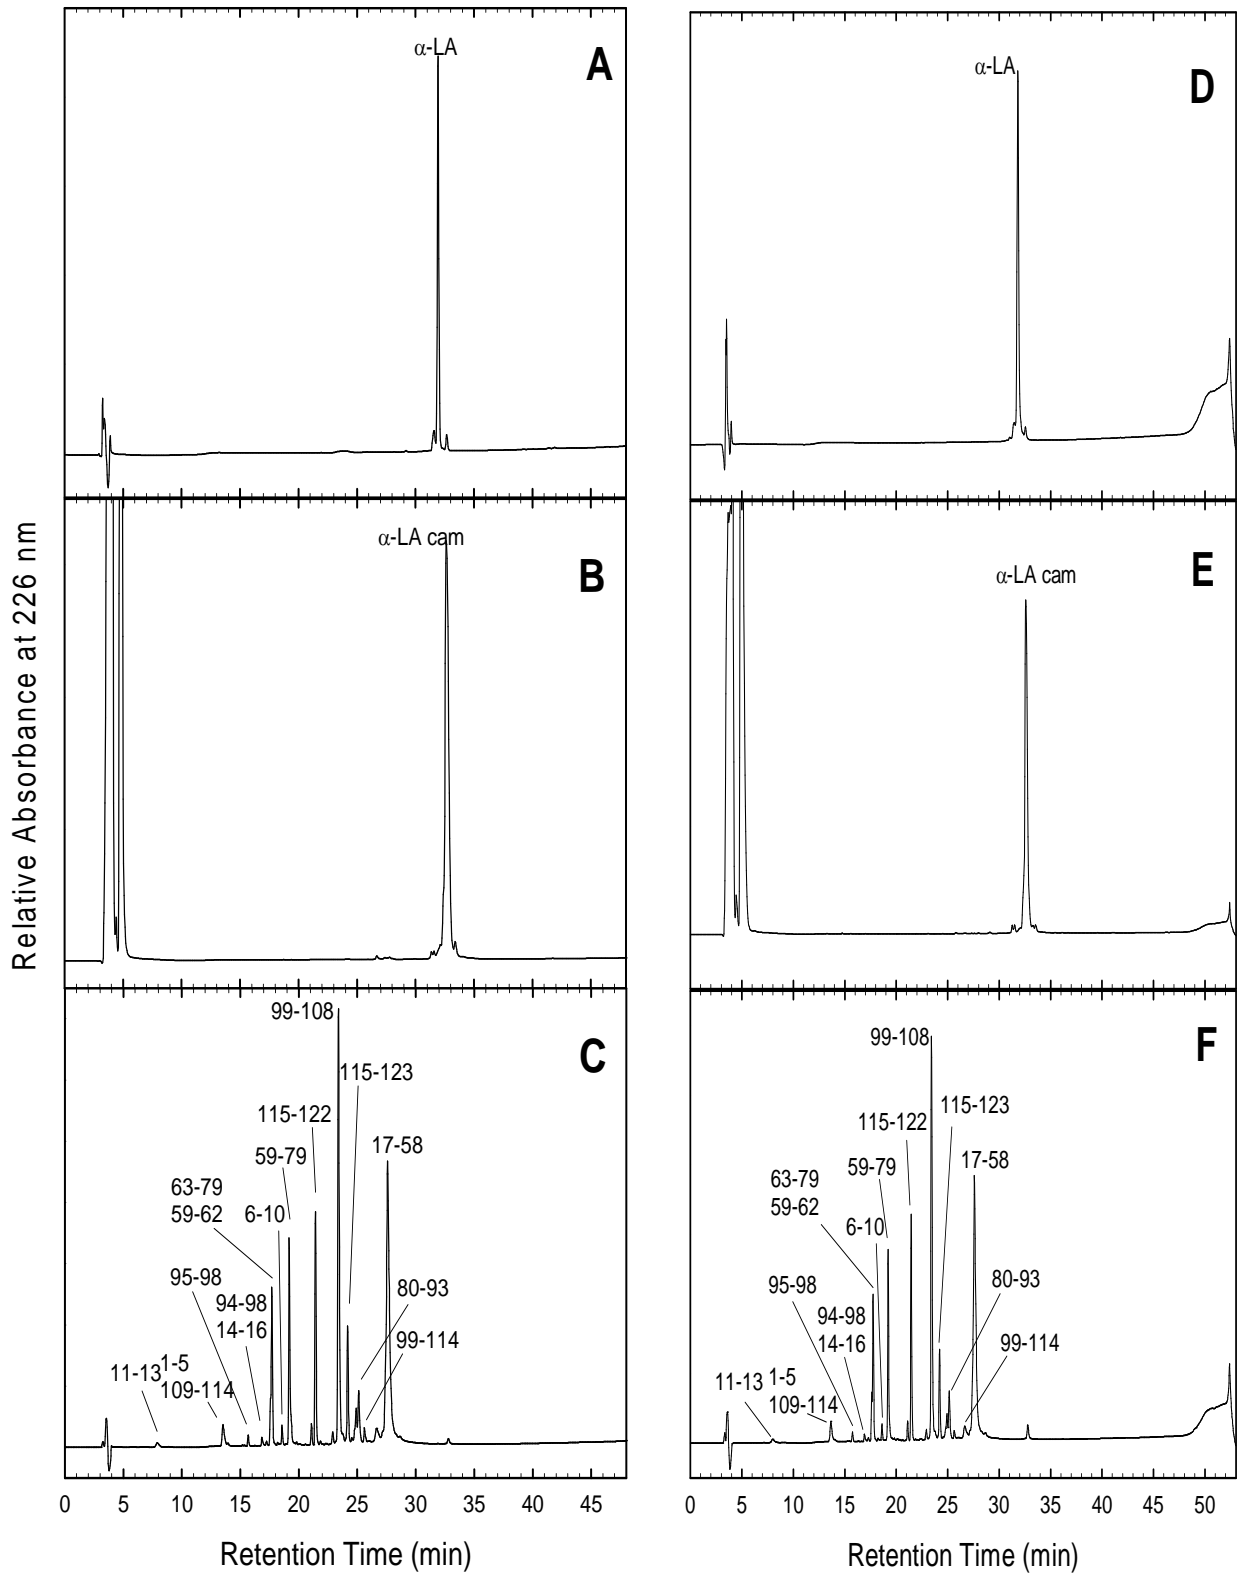 Relative Absorbance at 226 nm
α-LA
A
α-LA cam
B
99-108
C
115-123
115-122
17-58
59-79
63-79
59-62
6-10
95-98
94-98
14-16
80-93
99-114
11-13
1-5
109-114
0 5 10 15 20 25 30 35 40 45
Retention Time (min)
α-LA
D
α-LA cam
E
99-108
F
115-123
115-122
17-58
59-79
63-79
59-62
6-10
95-98
94-98
14-16
80-93
99-114
11-13
1-5
109-114
0 5 10 15 20 25 30 35 40 45 50
Retention Time (min)